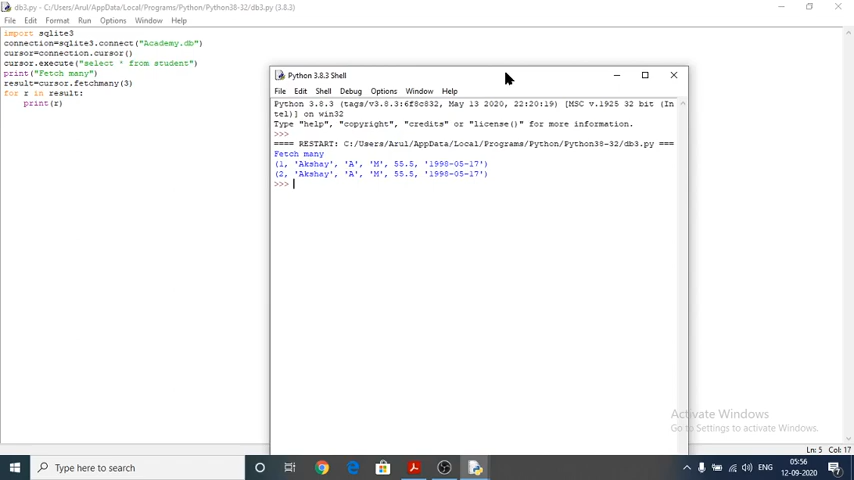 db3.py - C:/Users/Arul/AppData/Local/Programs/Python/Python38-32/db3.py (3.8.3)
File Edit Format Run Options Window Help
import sqlite3
connection=sqlite3.connect("Academy.db")
cursor=connection.cursor()
cursor.execute("select * from student")
print("Fetch many")
result=cursor.fetchmany(3)
for r in result:
    print(r)
Python 3.8.3 Shell
File Edit Shell Debug Options Window Help
Python 3.8.3 (tags/v3.8.3:6f8c832, May 13 2020, 22:20:19) [MSC v.1925 32 bit (In
tel)] on win32
Type "help", "copyright", "credits" or "license()" for more information.
>>>
==== RESTART: C:/Users/Arul/AppData/Local/Programs/Python/Python38-32/db3.py ===
Fetch many
(1, 'Akshay', 'A', 'M', 55.5, '1998-05-17')
(2, 'Akshay', 'A', 'M', 55.5, '1998-05-17')
>>>
Activate Windows
Go to Settings to activate Windows.
Ln: 5 Col: 17
Type here to search
ENG
05:56
12-09-2020
7